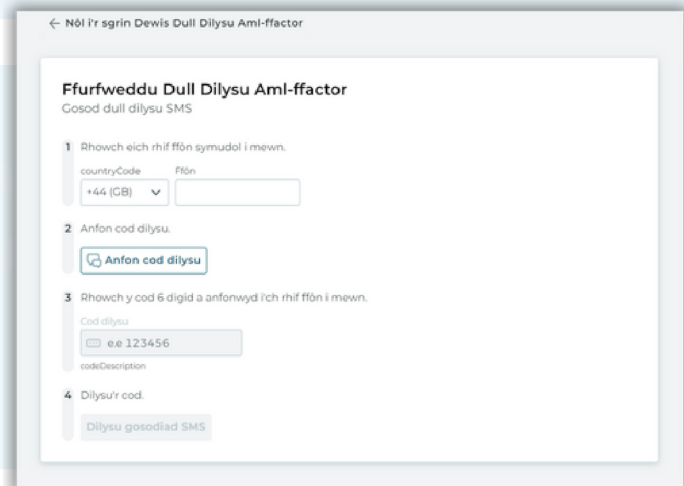 ← Nôl i'r sgrin Dewis Dull Dilysu Aml-ffactor
Ffurfweddu Dull Dilysu Aml-ffactor
Gosod dull dilysu SMS
1 Rhowch eich rhif ffôn symudol i mewn.
countryCode Ffôn
+44 (GB)
2 Anfon cod dilysu.
Anfon cod dilysu
3 Rhowch y cod 6 digid a anfonwyd i'ch rhif ffôn i mewn.
Cod dilysu
e.e 123456
codeDescription
4 Dilysu'r cod.
Dilysu gosodiad SMS